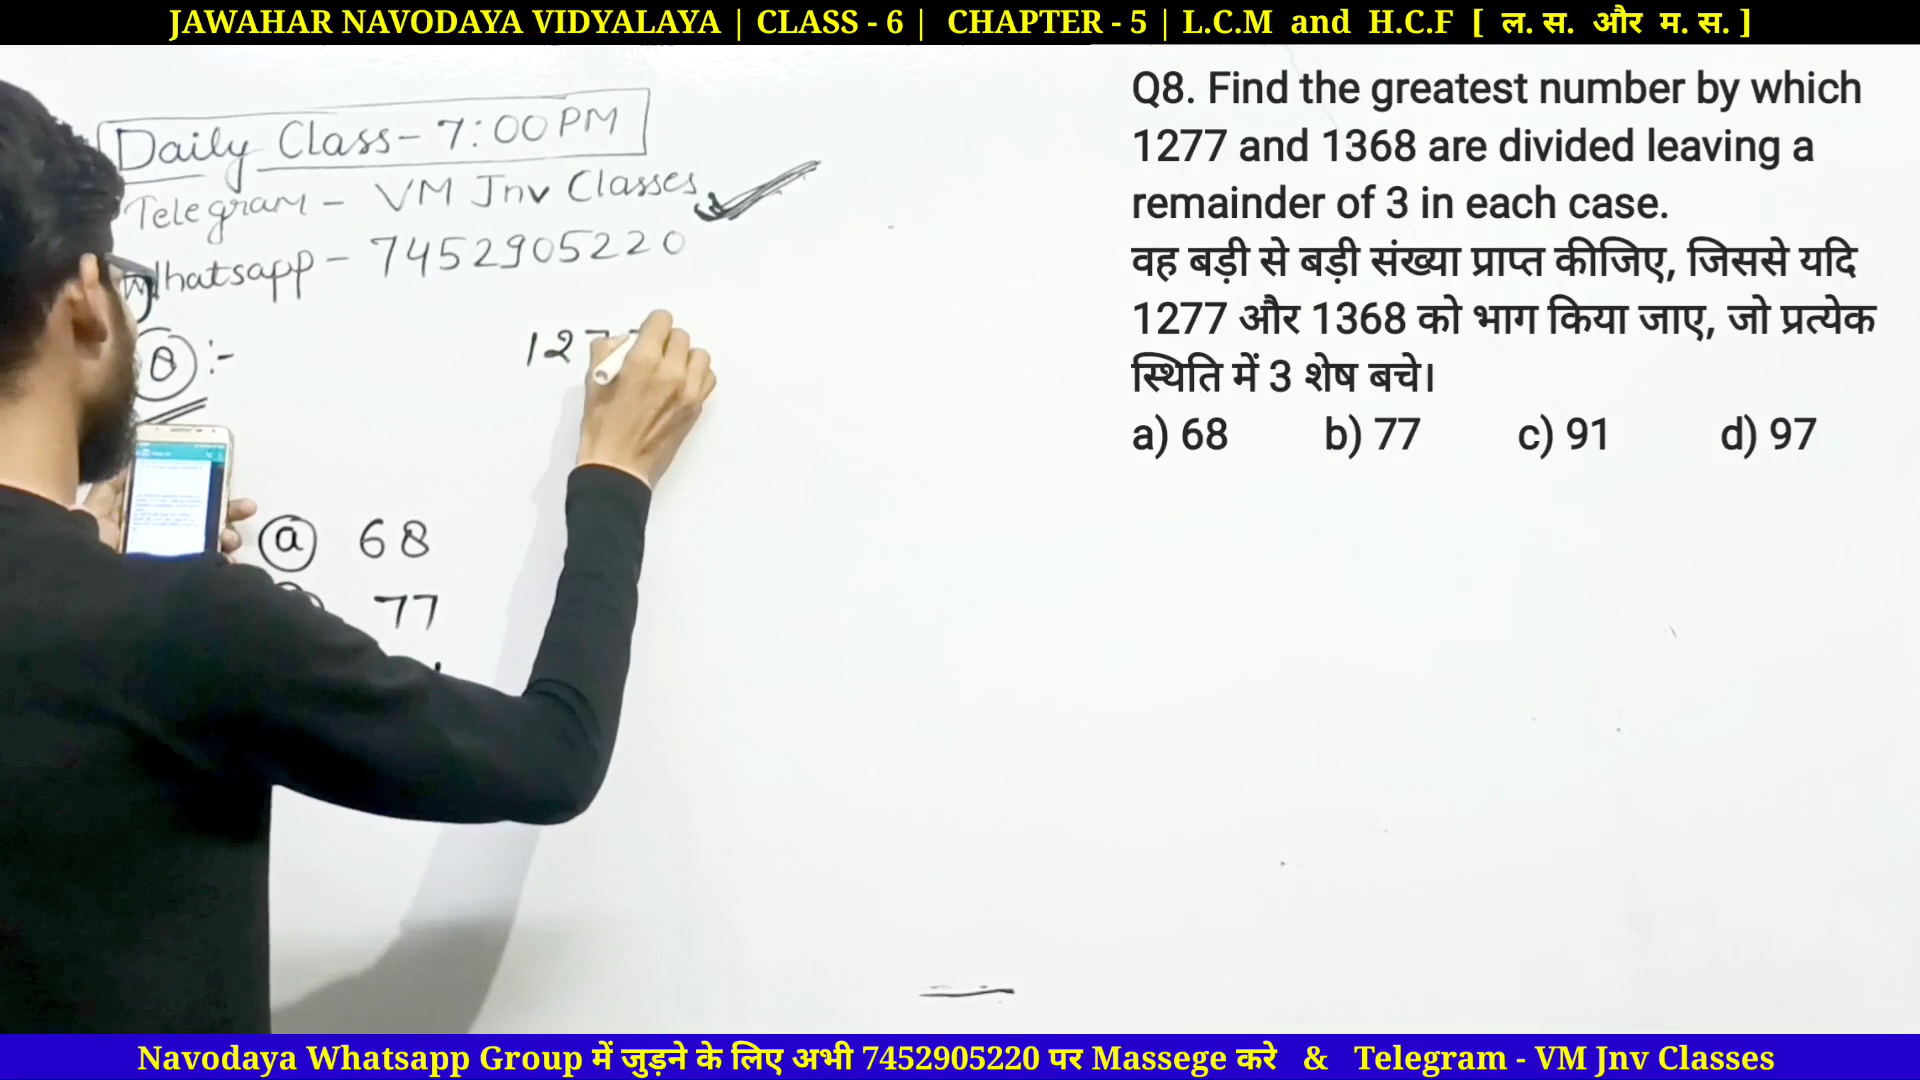 JAWAHAR NAVODAYA VIDYALAYA | CLASS - 6 | CHAPTER - 5 | L.C.M and H.C.F [ ल. स. और म. स. ]
Daily Class - 7:00 PM
Telegram - VM Jnv Classes
Whatsapp - 7452905220
8 :-
127
a 68
77
Q8. Find the greatest number by which
1277 and 1368 are divided leaving a
remainder of 3 in each case.
वह बड़ी से बड़ी संख्या प्राप्त कीजिए, जिससे यदि
1277 और 1368 को भाग किया जाए, जो प्रत्येक
स्थिति में 3 शेष बचे।
a) 68 b) 77 c) 91 d) 97
Navodaya Whatsapp Group में जुड़ने के लिए अभी 7452905220 पर Massege करे & Telegram - VM Jnv Classes